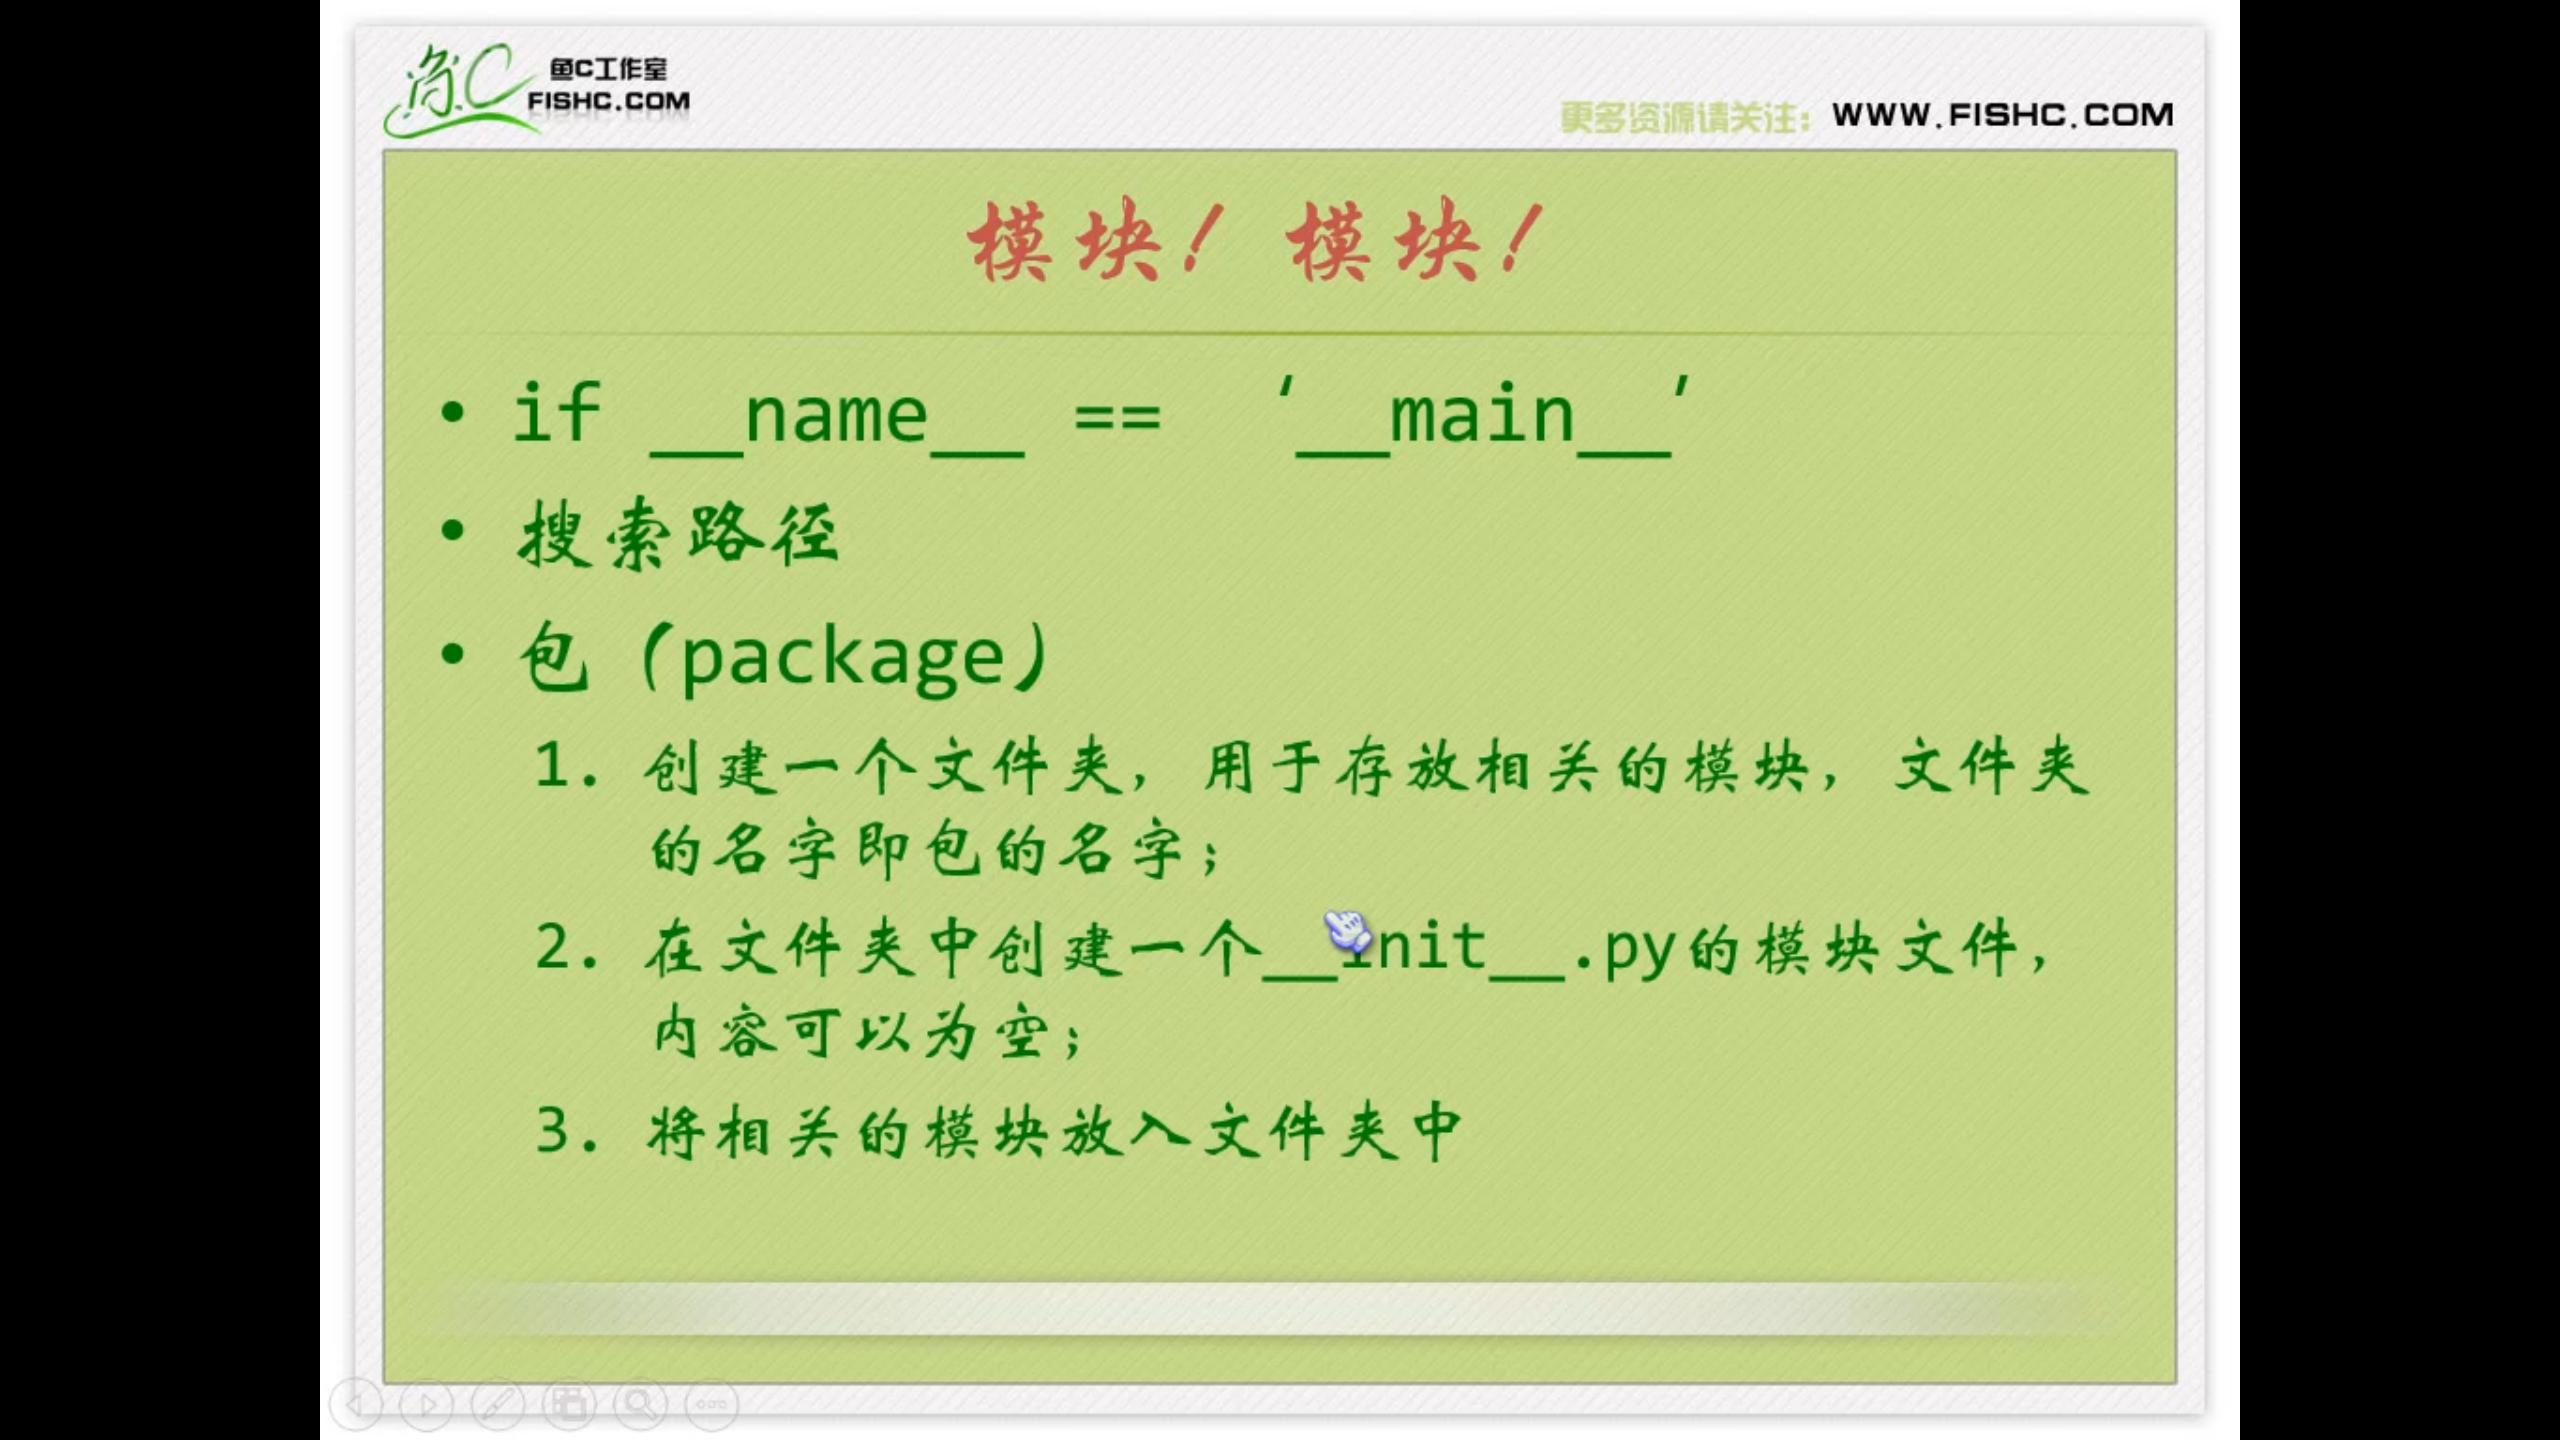 鱼C工作室
FISHC.COM
更多资源请关注: WWW.FISHC.COM
模块！模块！
• if __name__ == ‘__main__’
• 搜索路径
• 包（package）
1. 创建一个文件夹，用于存放相关的模块，文件夹
的名字即包的名字；
2. 在文件夹中创建一个__init__.py的模块文件，
内容可以为空；
3. 将相关的模块放入文件夹中